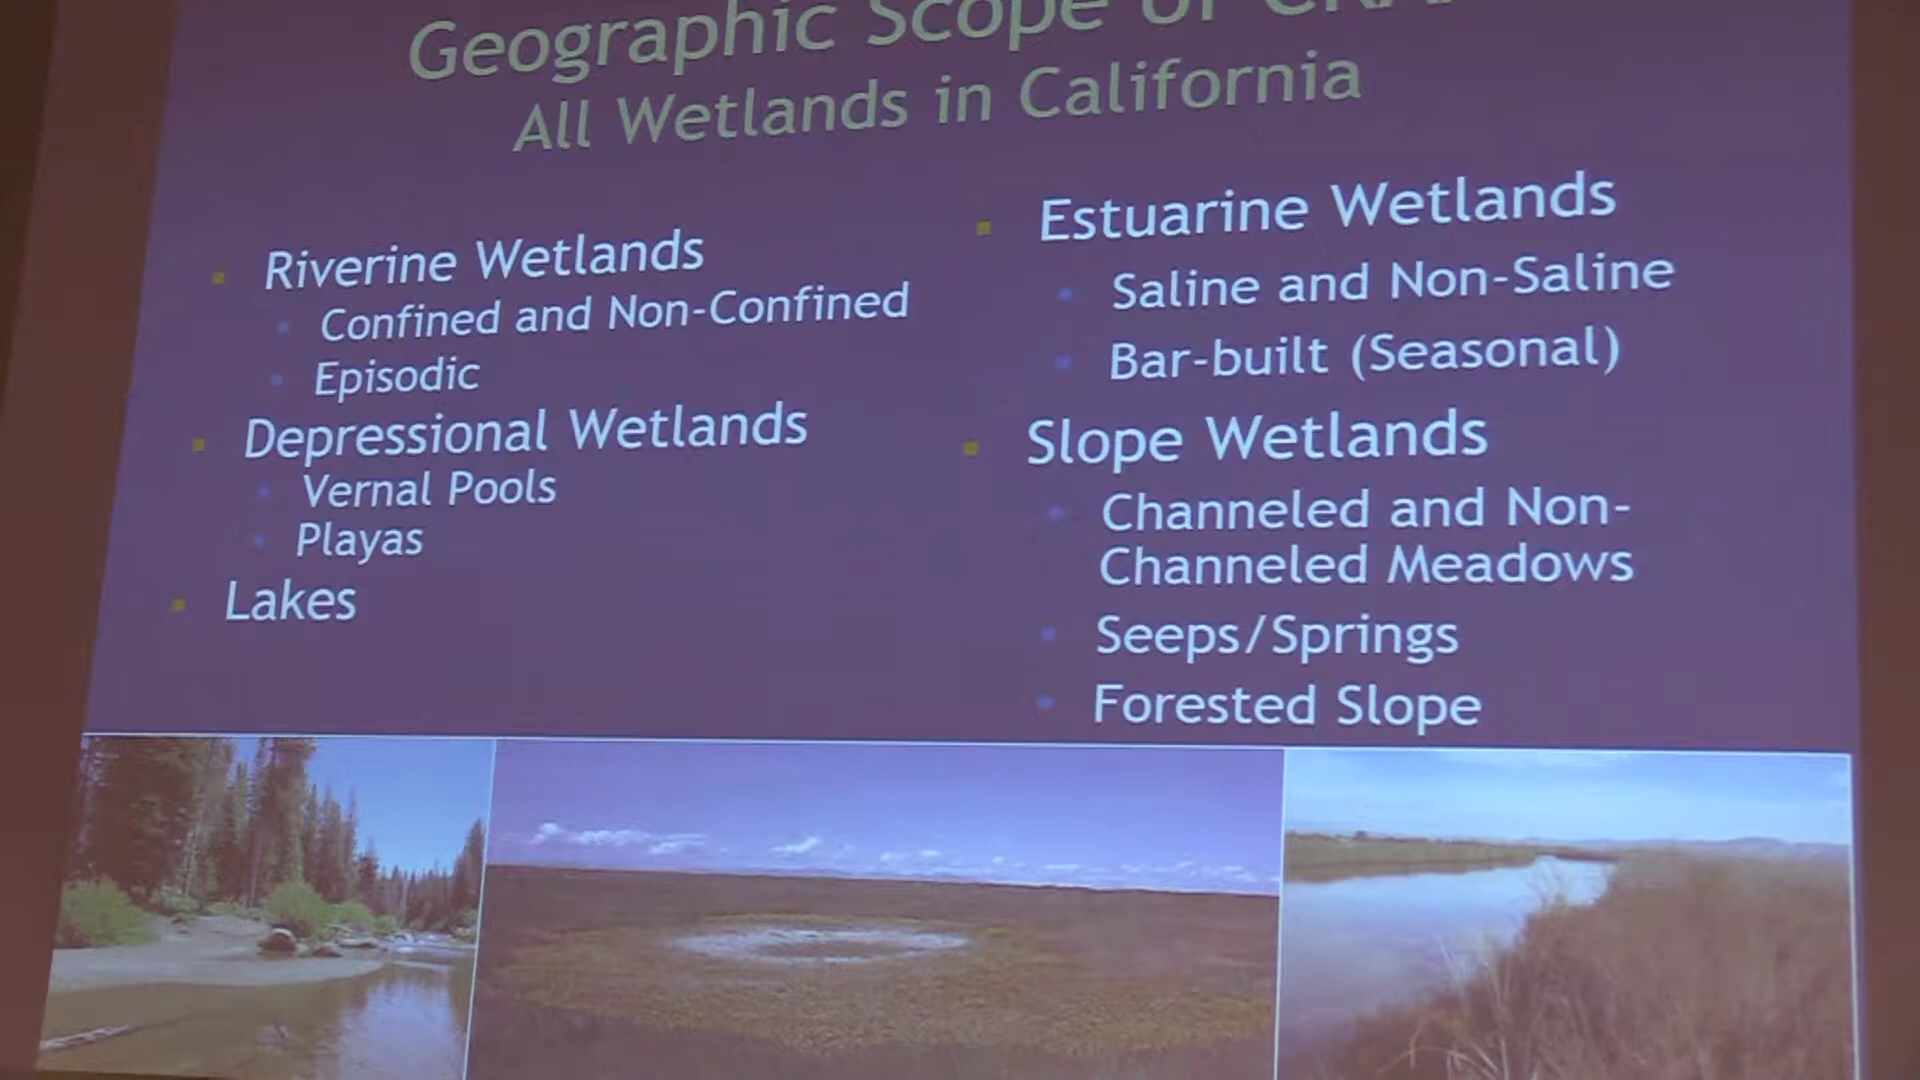 Geographic Scope of
All Wetlands in California
Riverine Wetlands
Confined and Non-Confined
Episodic
Depressional Wetlands
Vernal Pools
Playas
Lakes
Estuarine Wetlands
Saline and Non-Saline
Bar-built (Seasonal)
Slope Wetlands
Channeled and Non-
Channeled Meadows
Seeps/Springs
Forested Slope